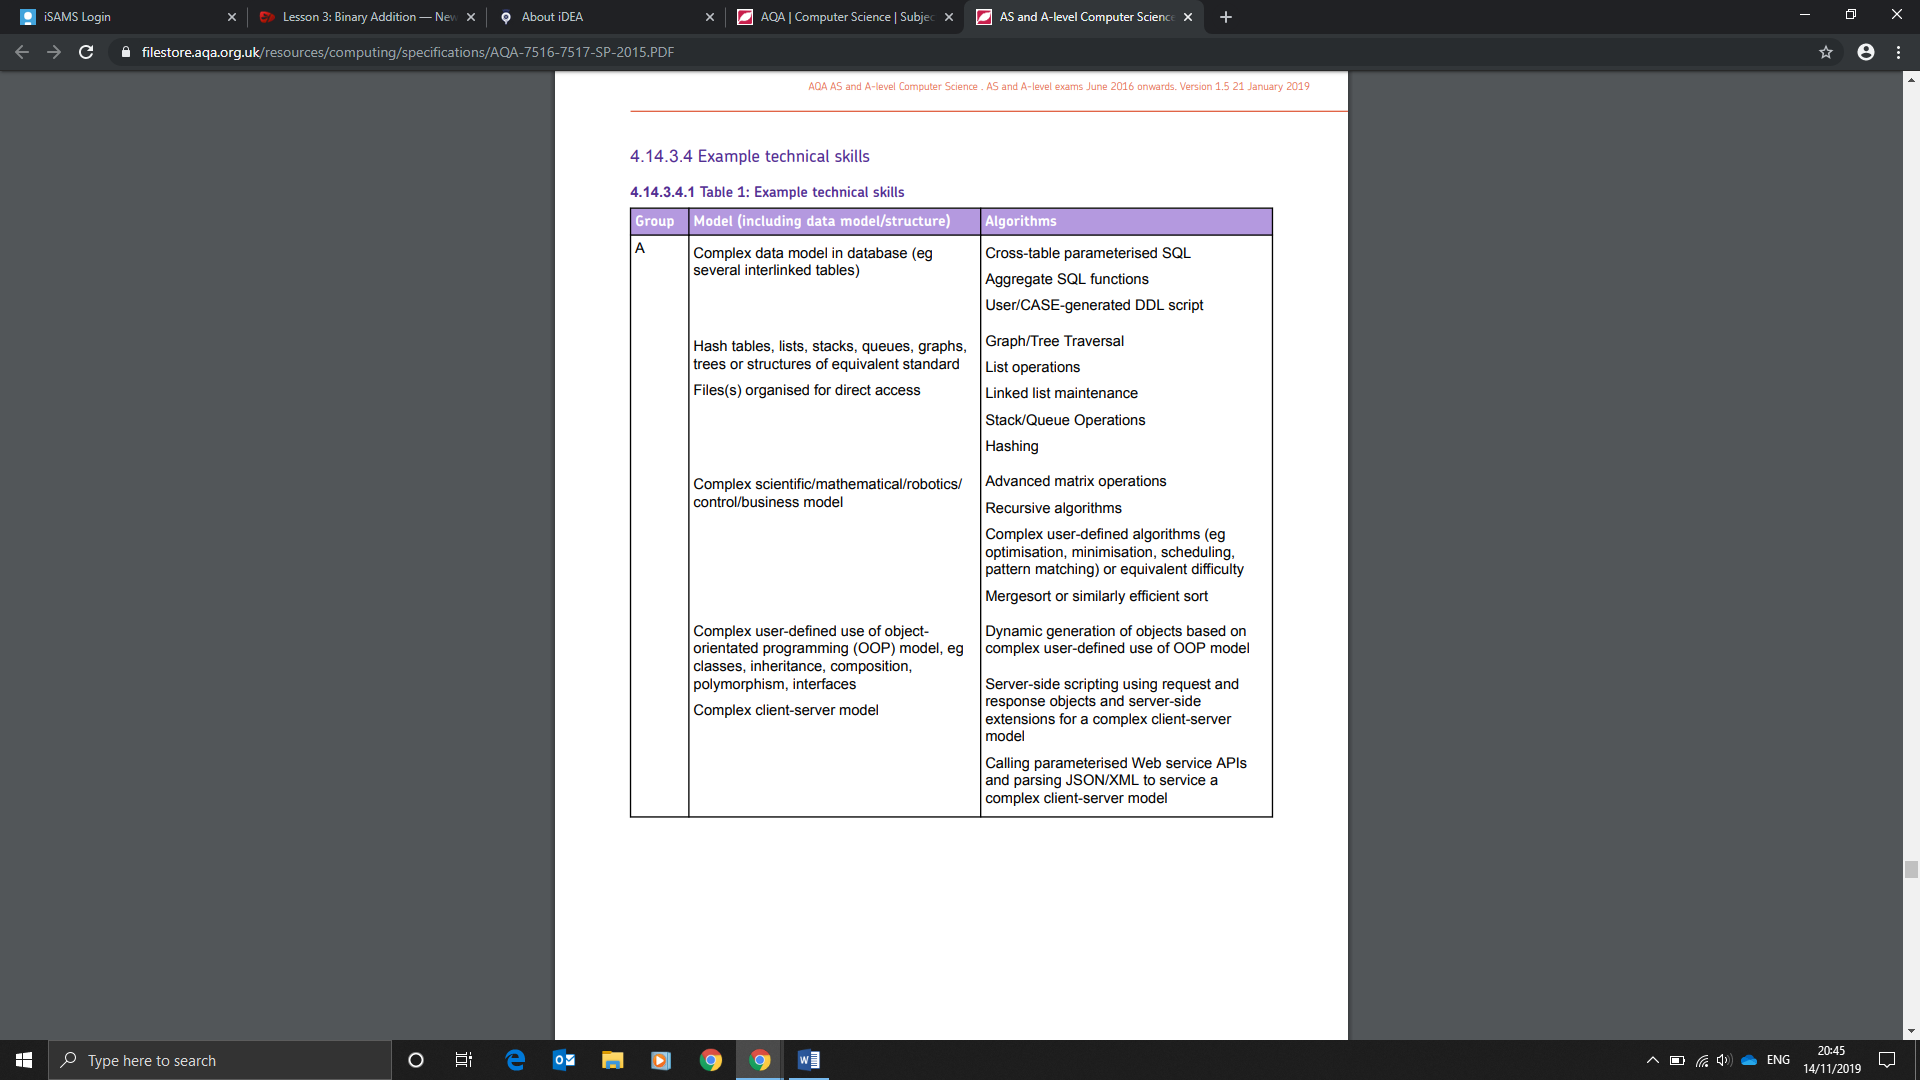 iSAMS Login
Lesson 3: Binary Addition — New
About iDEA
AQA | Computer Science | Subjec
AS and A-level Computer Science
filestore.aqa.org.uk/resources/computing/specifications/AQA-7516-7517-SP-2015.PDF
AQA AS and A-level Computer Science . AS and A-level exams June 2016 onwards. Version 1.5 21 January 2019
4.14.3.4 Example technical skills
4.14.3.4.1 Table 1: Example technical skills
Group
Model (including data model/structure)
Algorithms
A
Complex data model in database (eg
several interlinked tables)
Cross-table parameterised SQL
Aggregate SQL functions
User/CASE-generated DDL script
Hash tables, lists, stacks, queues, graphs,
trees or structures of equivalent standard
Files(s) organised for direct access
Graph/Tree Traversal
List operations
Linked list maintenance
Stack/Queue Operations
Hashing
Complex scientific/mathematical/robotics/
control/business model
Advanced matrix operations
Recursive algorithms
Complex user-defined algorithms (eg
optimisation, minimisation, scheduling,
pattern matching) or equivalent difficulty
Mergesort or similarly efficient sort
Complex user-defined use of object-
orientated programming (OOP) model, eg
classes, inheritance, composition,
polymorphism, interfaces
Complex client-server model
Dynamic generation of objects based on
complex user-defined use of OOP model
Server-side scripting using request and
response objects and server-side
extensions for a complex client-server
model
Calling parameterised Web service APIs
and parsing JSON/XML to service a
complex client-server model
Type here to search
ENG
20:45
14/11/2019